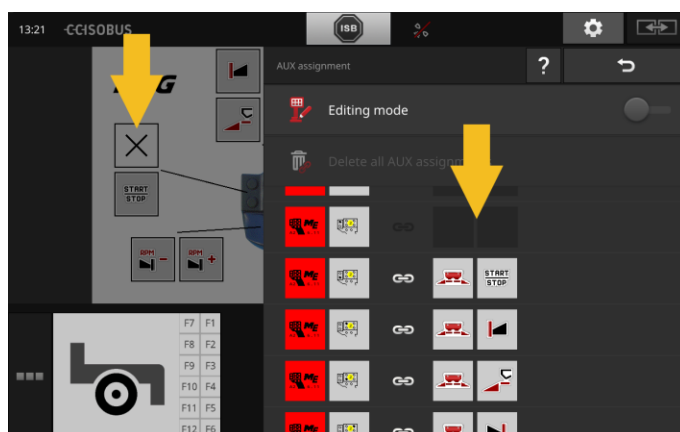 13:21 -CCISOBUS
ISB
AUX assignment
?
Editing mode
Delete all AUX
START
STOP
RPM
-
RPM
+
START
STOP
F7 F1
F8 F2
F9 F3
F10 F4
F11 F5
F12 F6